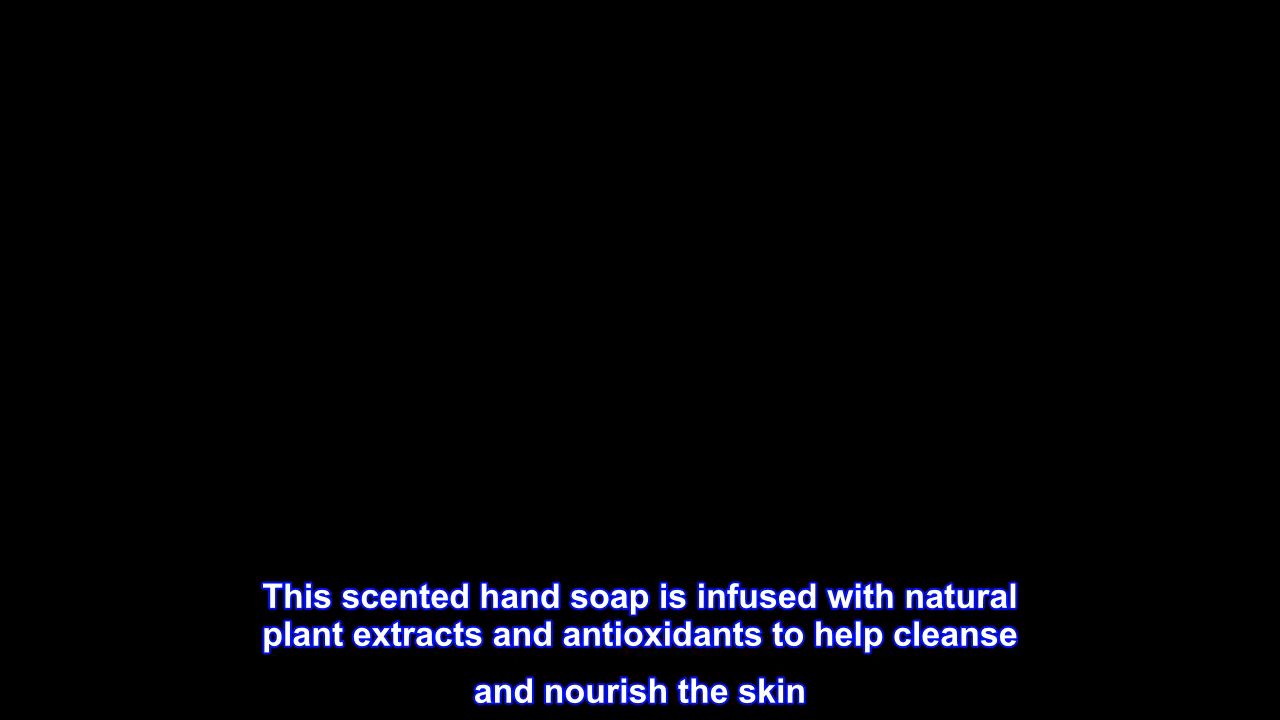 This scented hand soap is infused with natural
plant extracts and antioxidants to help cleanse
and nourish the skin